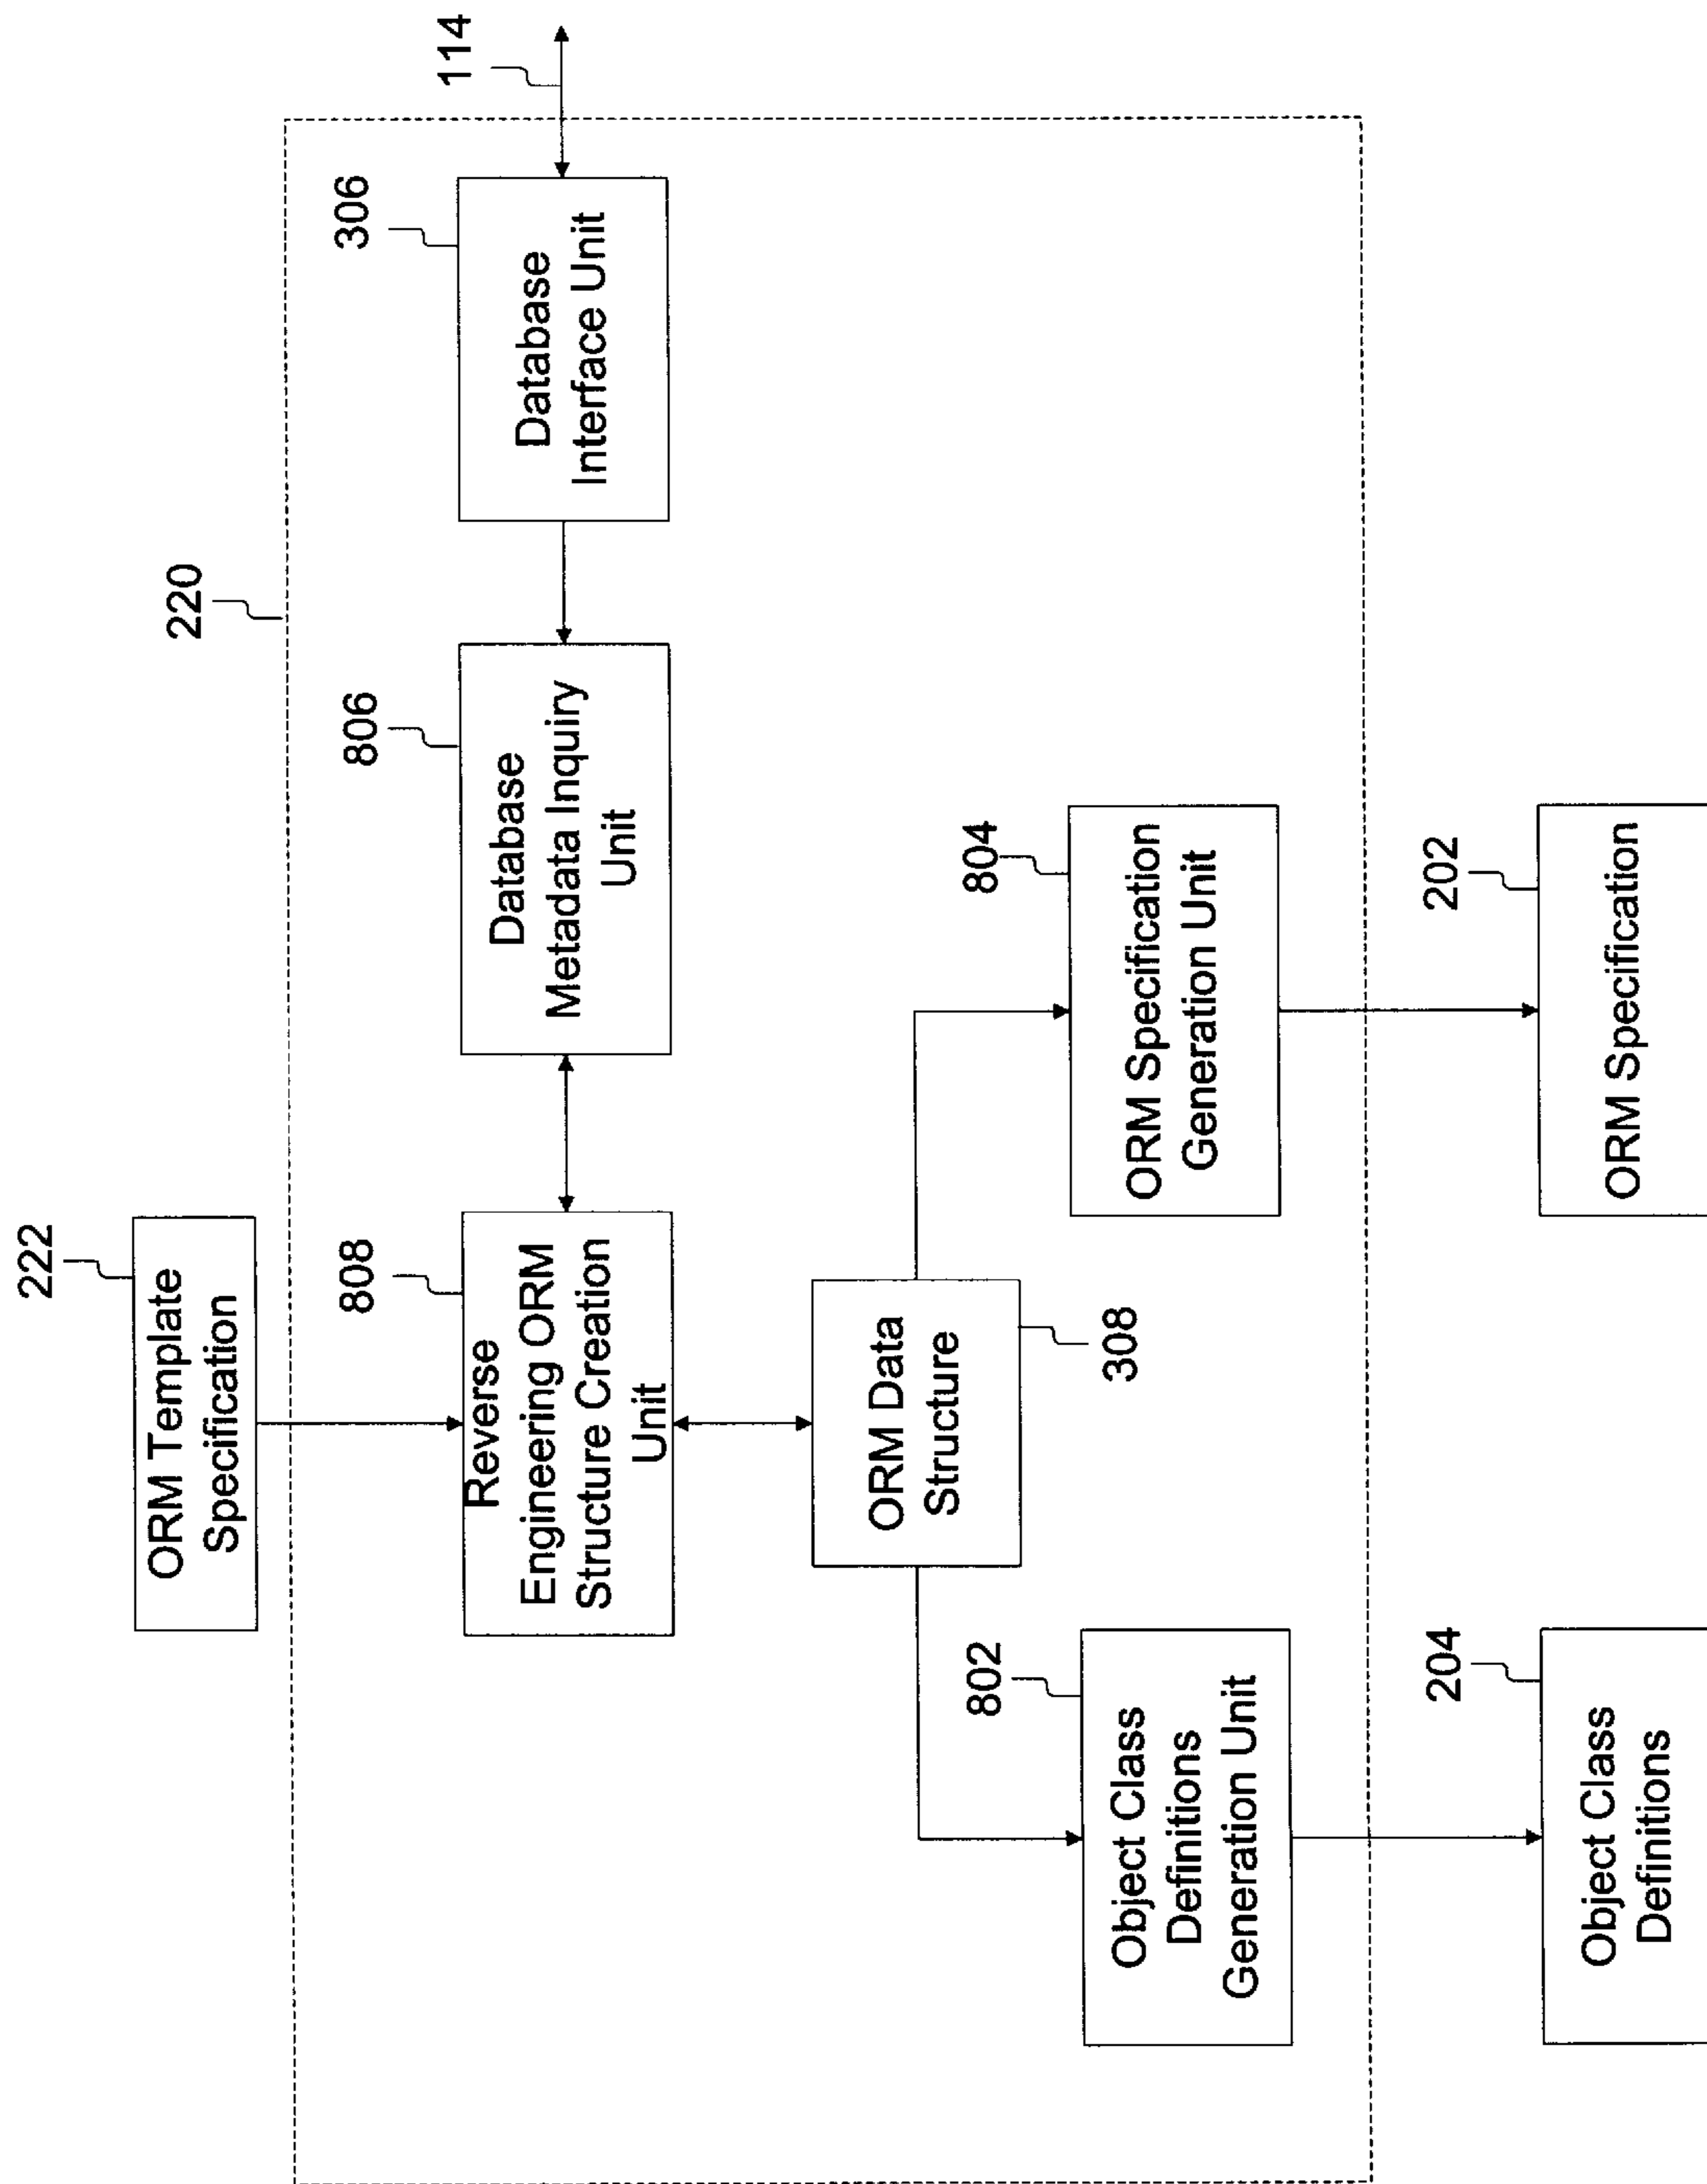 222
ORM Template
Specification
220
808
Reverse
Engineering ORM
Structure Creation
Unit
806
Database
Metadata Inquiry
Unit
306
Database
Interface Unit
114
ORM Data
Structure
308
802
Object Class
Definitions
Generation Unit
804
ORM Specification
Generation Unit
204
Object Class
Definitions
202
ORM Specification